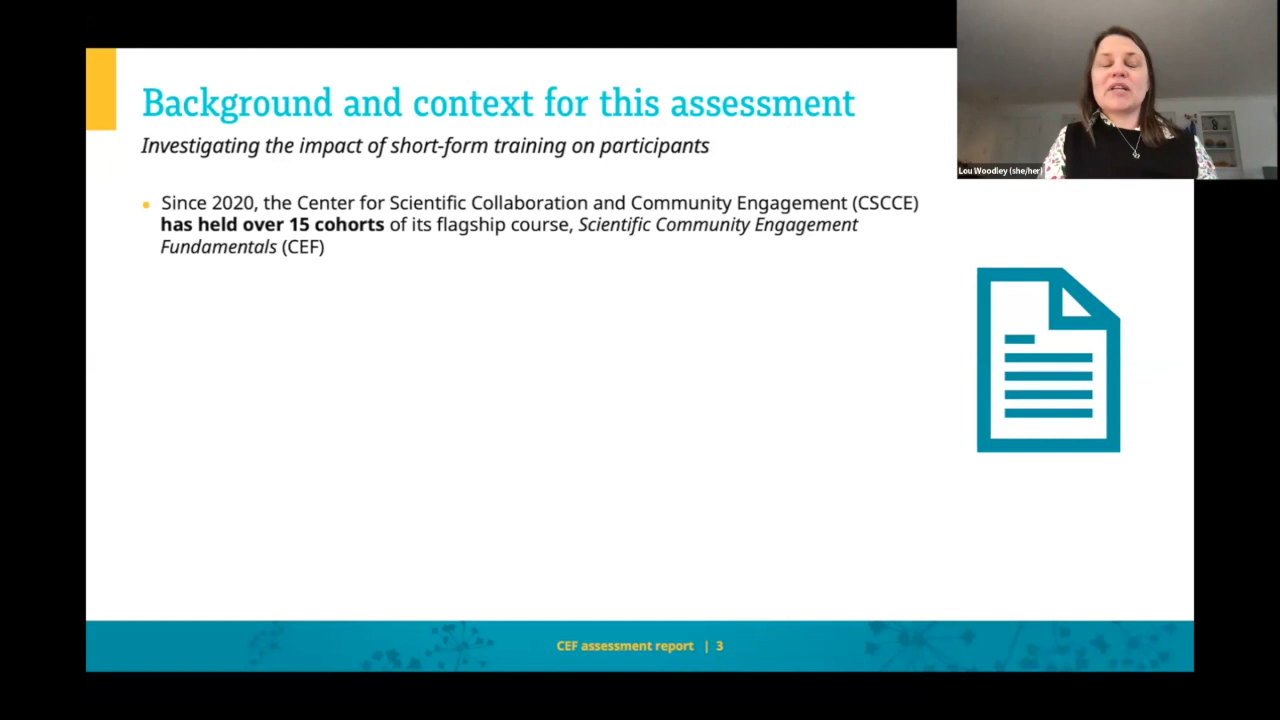 Background and context for this assessment
Investigating the impact of short-form training on participants
Since 2020, the Center for Scientific Collaboration and Community Engagement (CSCCE)
has held over 15 cohorts of its flagship course, Scientific Community Engagement
Fundamentals (CEF)
Lou Woodley (she/her)
CEF assessment report | 3